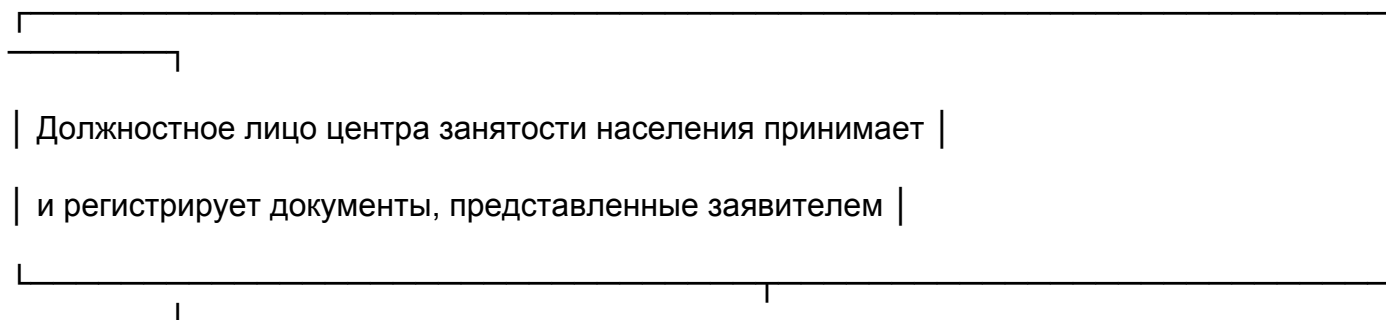 Должностное лицо центра занятости населения принимает
и регистрирует документы, представленные заявителем